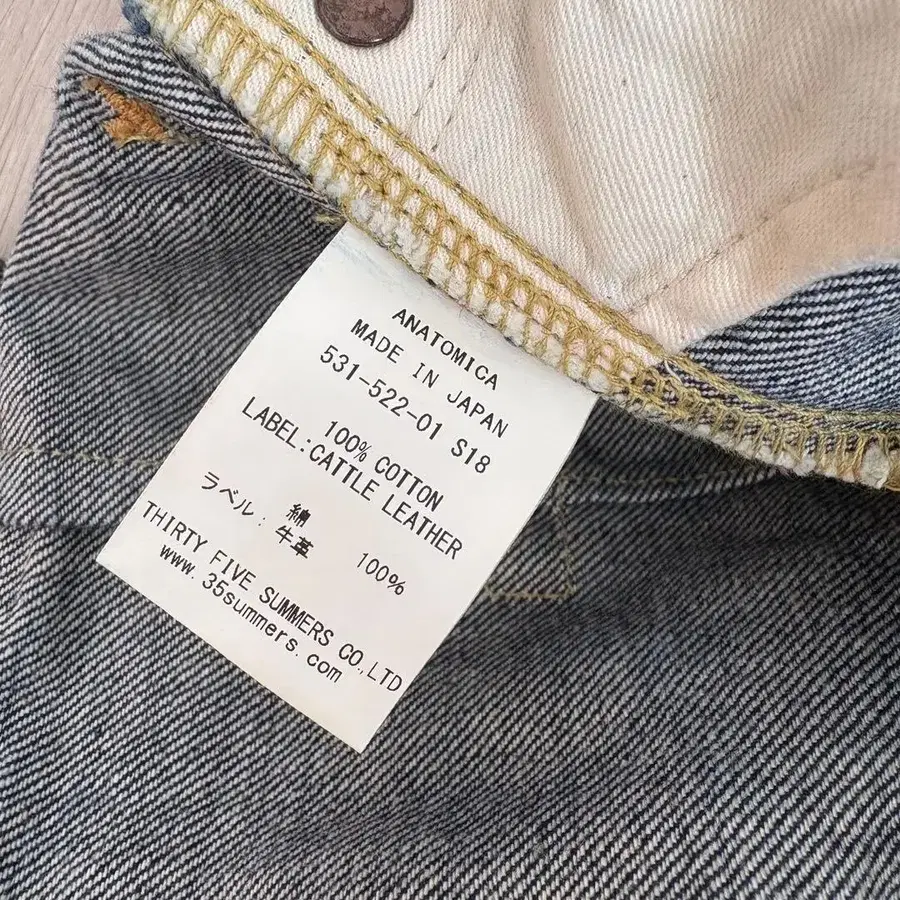 ANATOMICA
MADE IN JAPAN
531-522-01 S18
100% COTTON
LABEL:CATTLE LEATHER
綿 100%
ラベル:牛革
THIRTY FIVE SUMMERS CO.,LTD
www.35summers.com